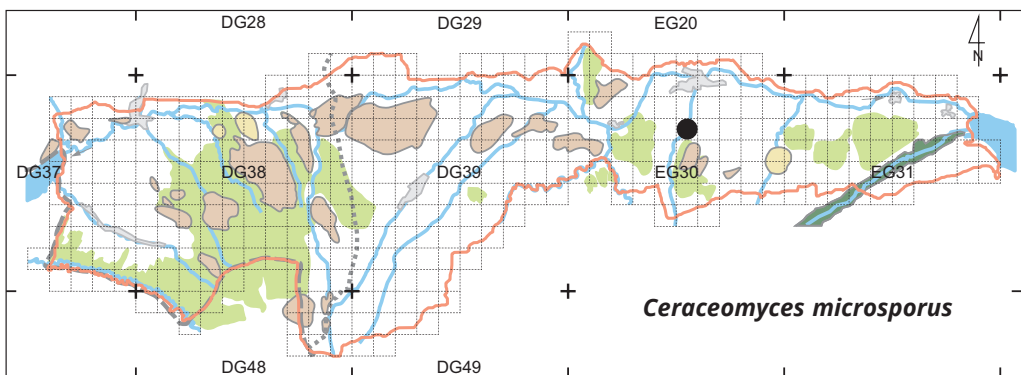 DG28 DG29 EG20
N
DG37 DG38 DG39 EG30 EG31
Ceraceomyces microsporus
DG48 DG49